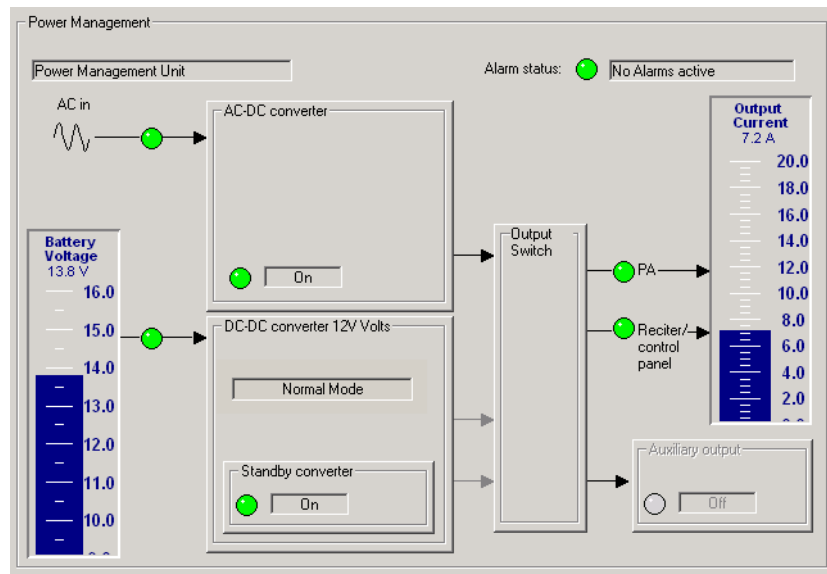 Power Management
Power Management Unit
Alarm status:
No Alarms active
AC in
AC-DC converter
On
Battery
Voltage
13.8 V
16.0
15.0
14.0
13.0
12.0
11.0
10.0
DC-DC converter 12V Volts
Normal Mode
Standby converter
On
Output
Switch
PA
Reciter/
control
panel
Output
Current
7.2 A
20.0
18.0
16.0
14.0
12.0
10.0
8.0
6.0
4.0
2.0
Auxiliary output
Off